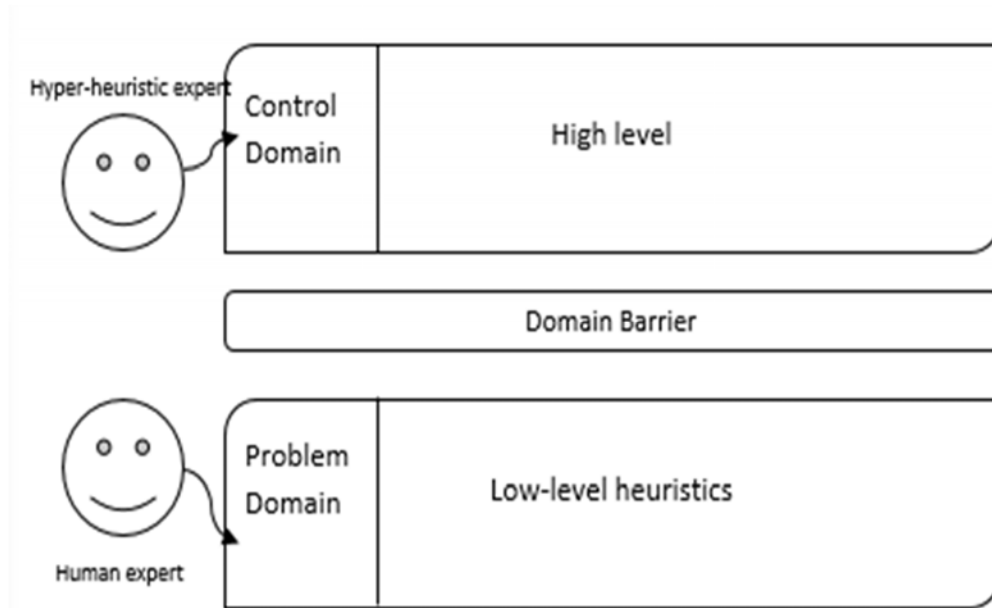 Hyper-heuristic expert
Control
Domain
High level
Domain Barrier
Problem
Domain
Low-level heuristics
Human expert